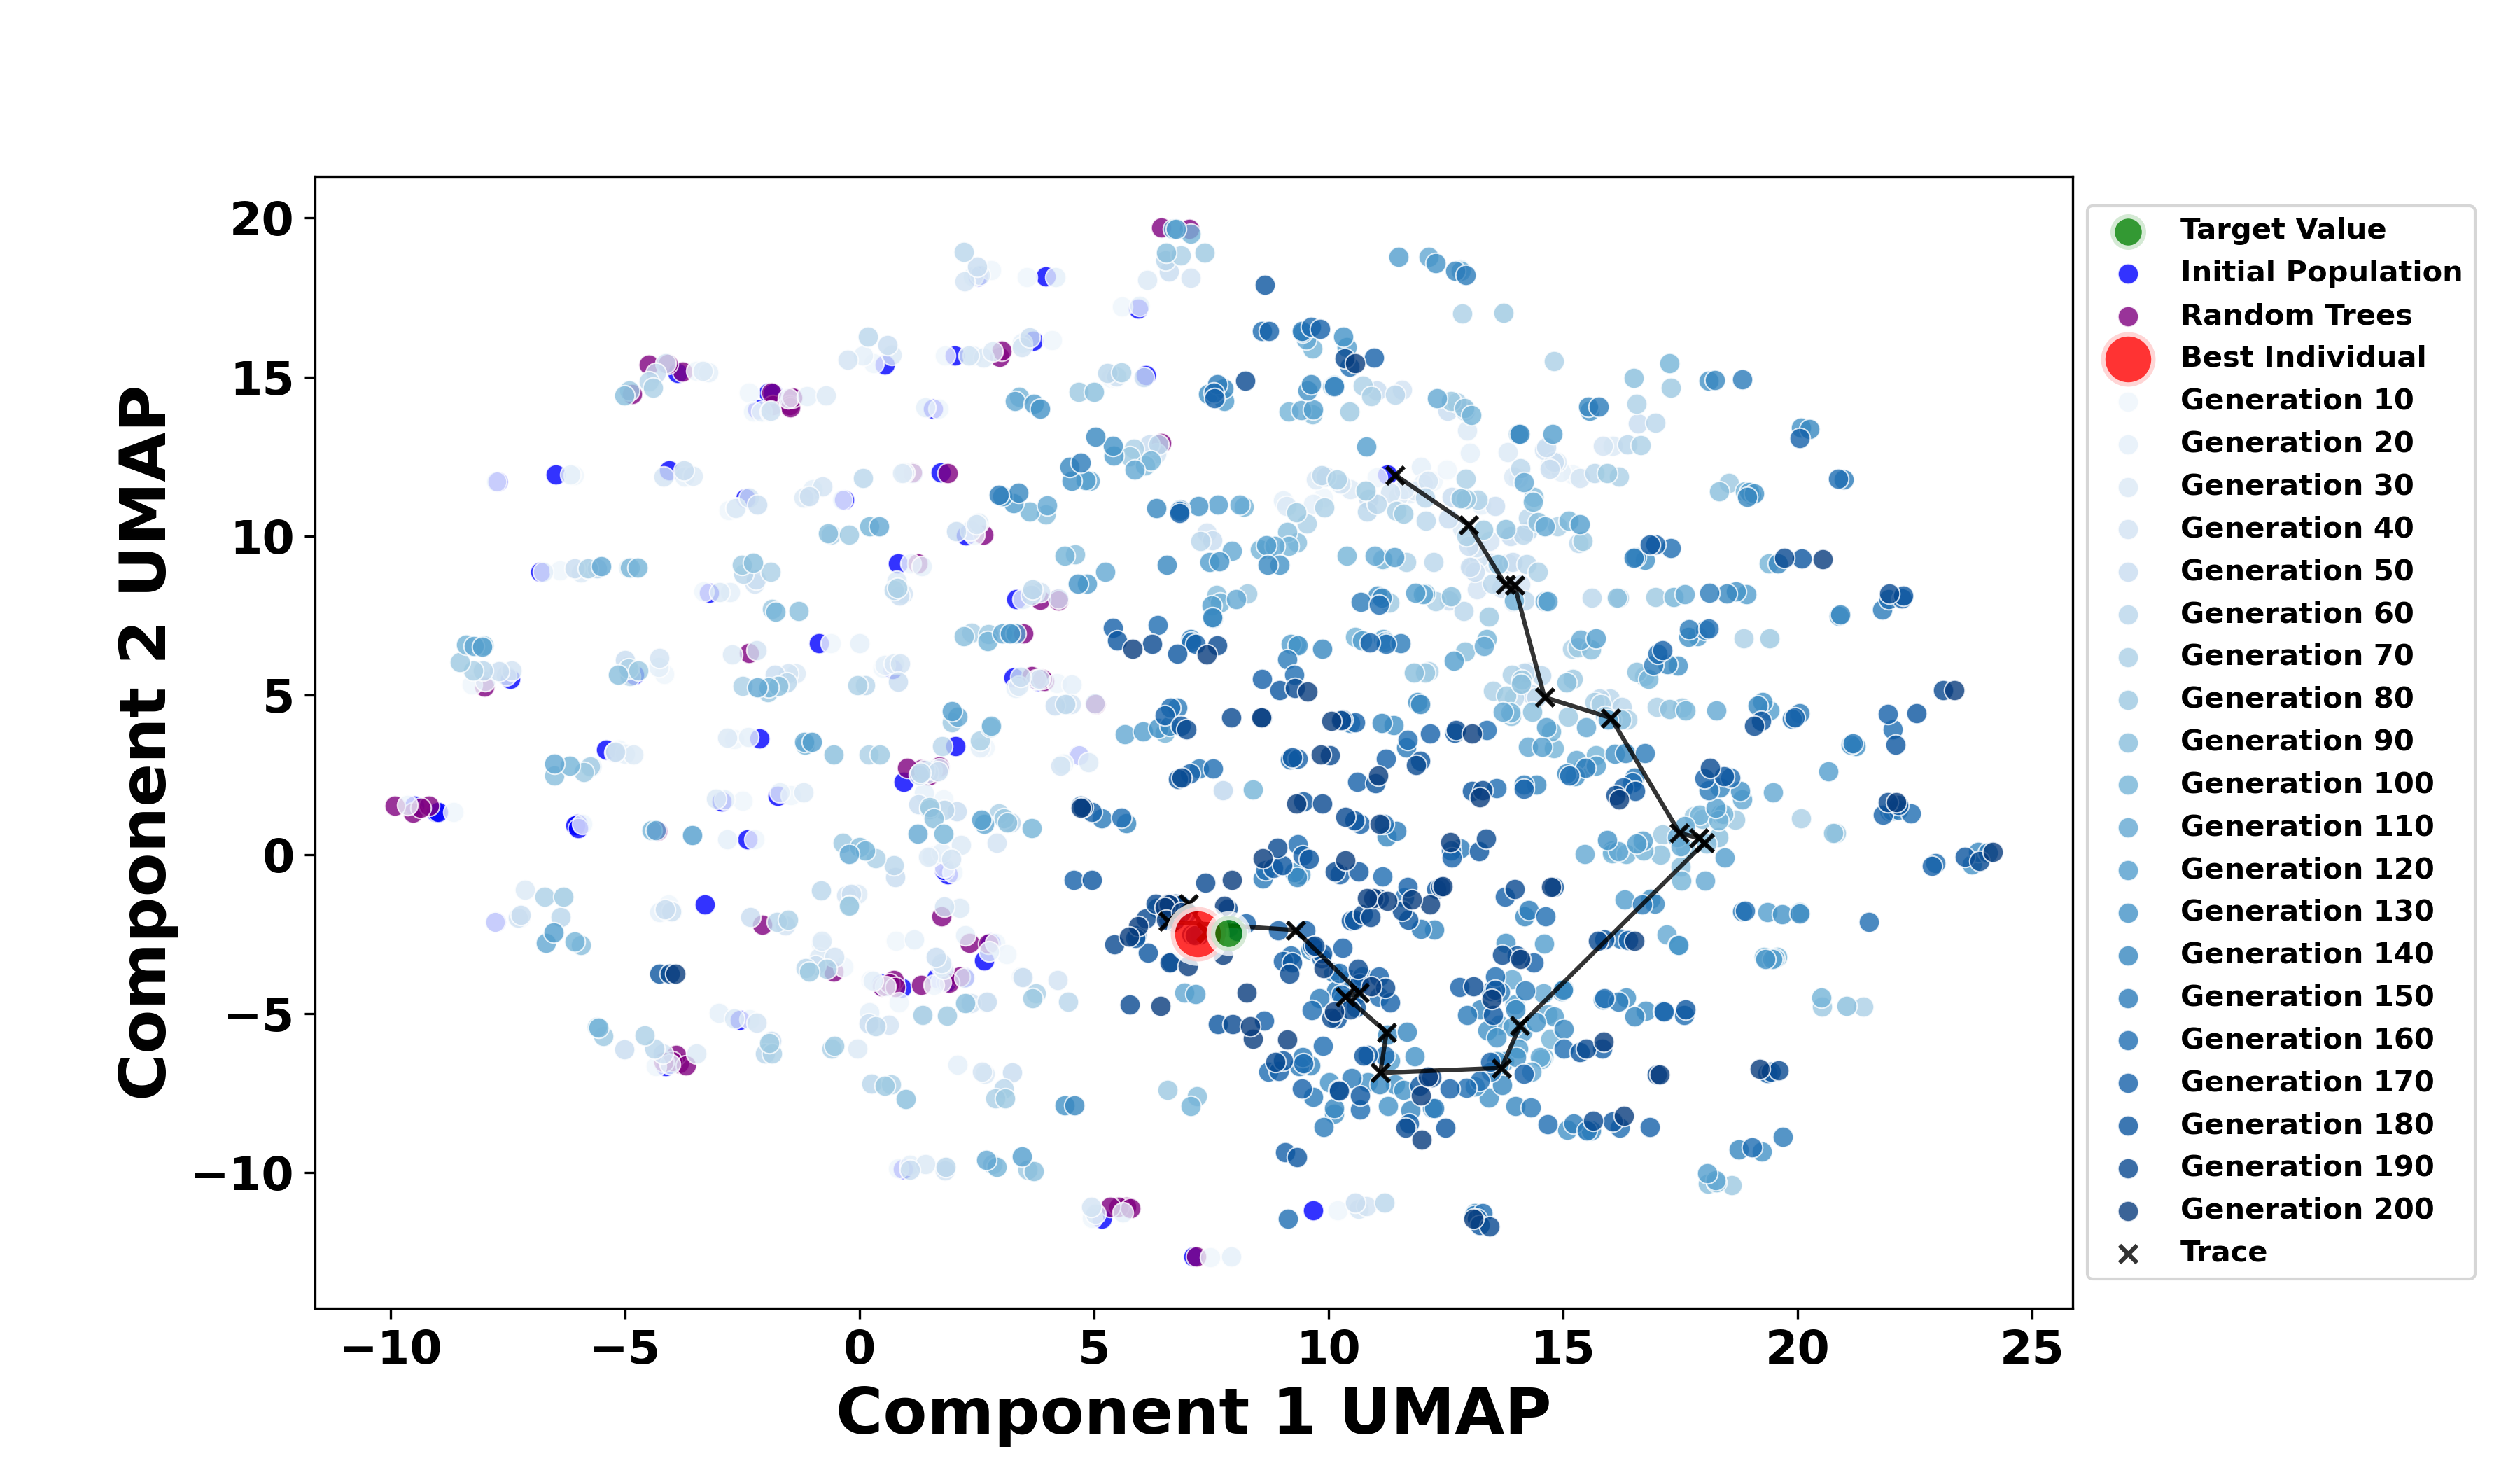 20
15
10
5
0
−5
−10
−10
−5
0
5
10
15
20
25
Component 2 UMAP
Component 1 UMAP
Target Value
Initial Population
Random Trees
Best Individual
Generation 10
Generation 20
Generation 30
Generation 40
Generation 50
Generation 60
Generation 70
Generation 80
Generation 90
Generation 100
Generation 110
Generation 120
Generation 130
Generation 140
Generation 150
Generation 160
Generation 170
Generation 180
Generation 190
Generation 200
Trace